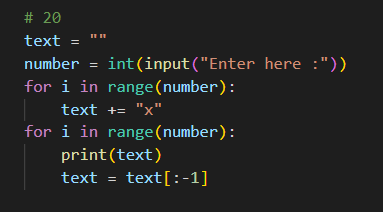 # 20
text = ""
number = int(input("Enter here :"))
for i in range(number):
    text += "x"
for i in range(number):
    print(text)
    text = text[:-1]